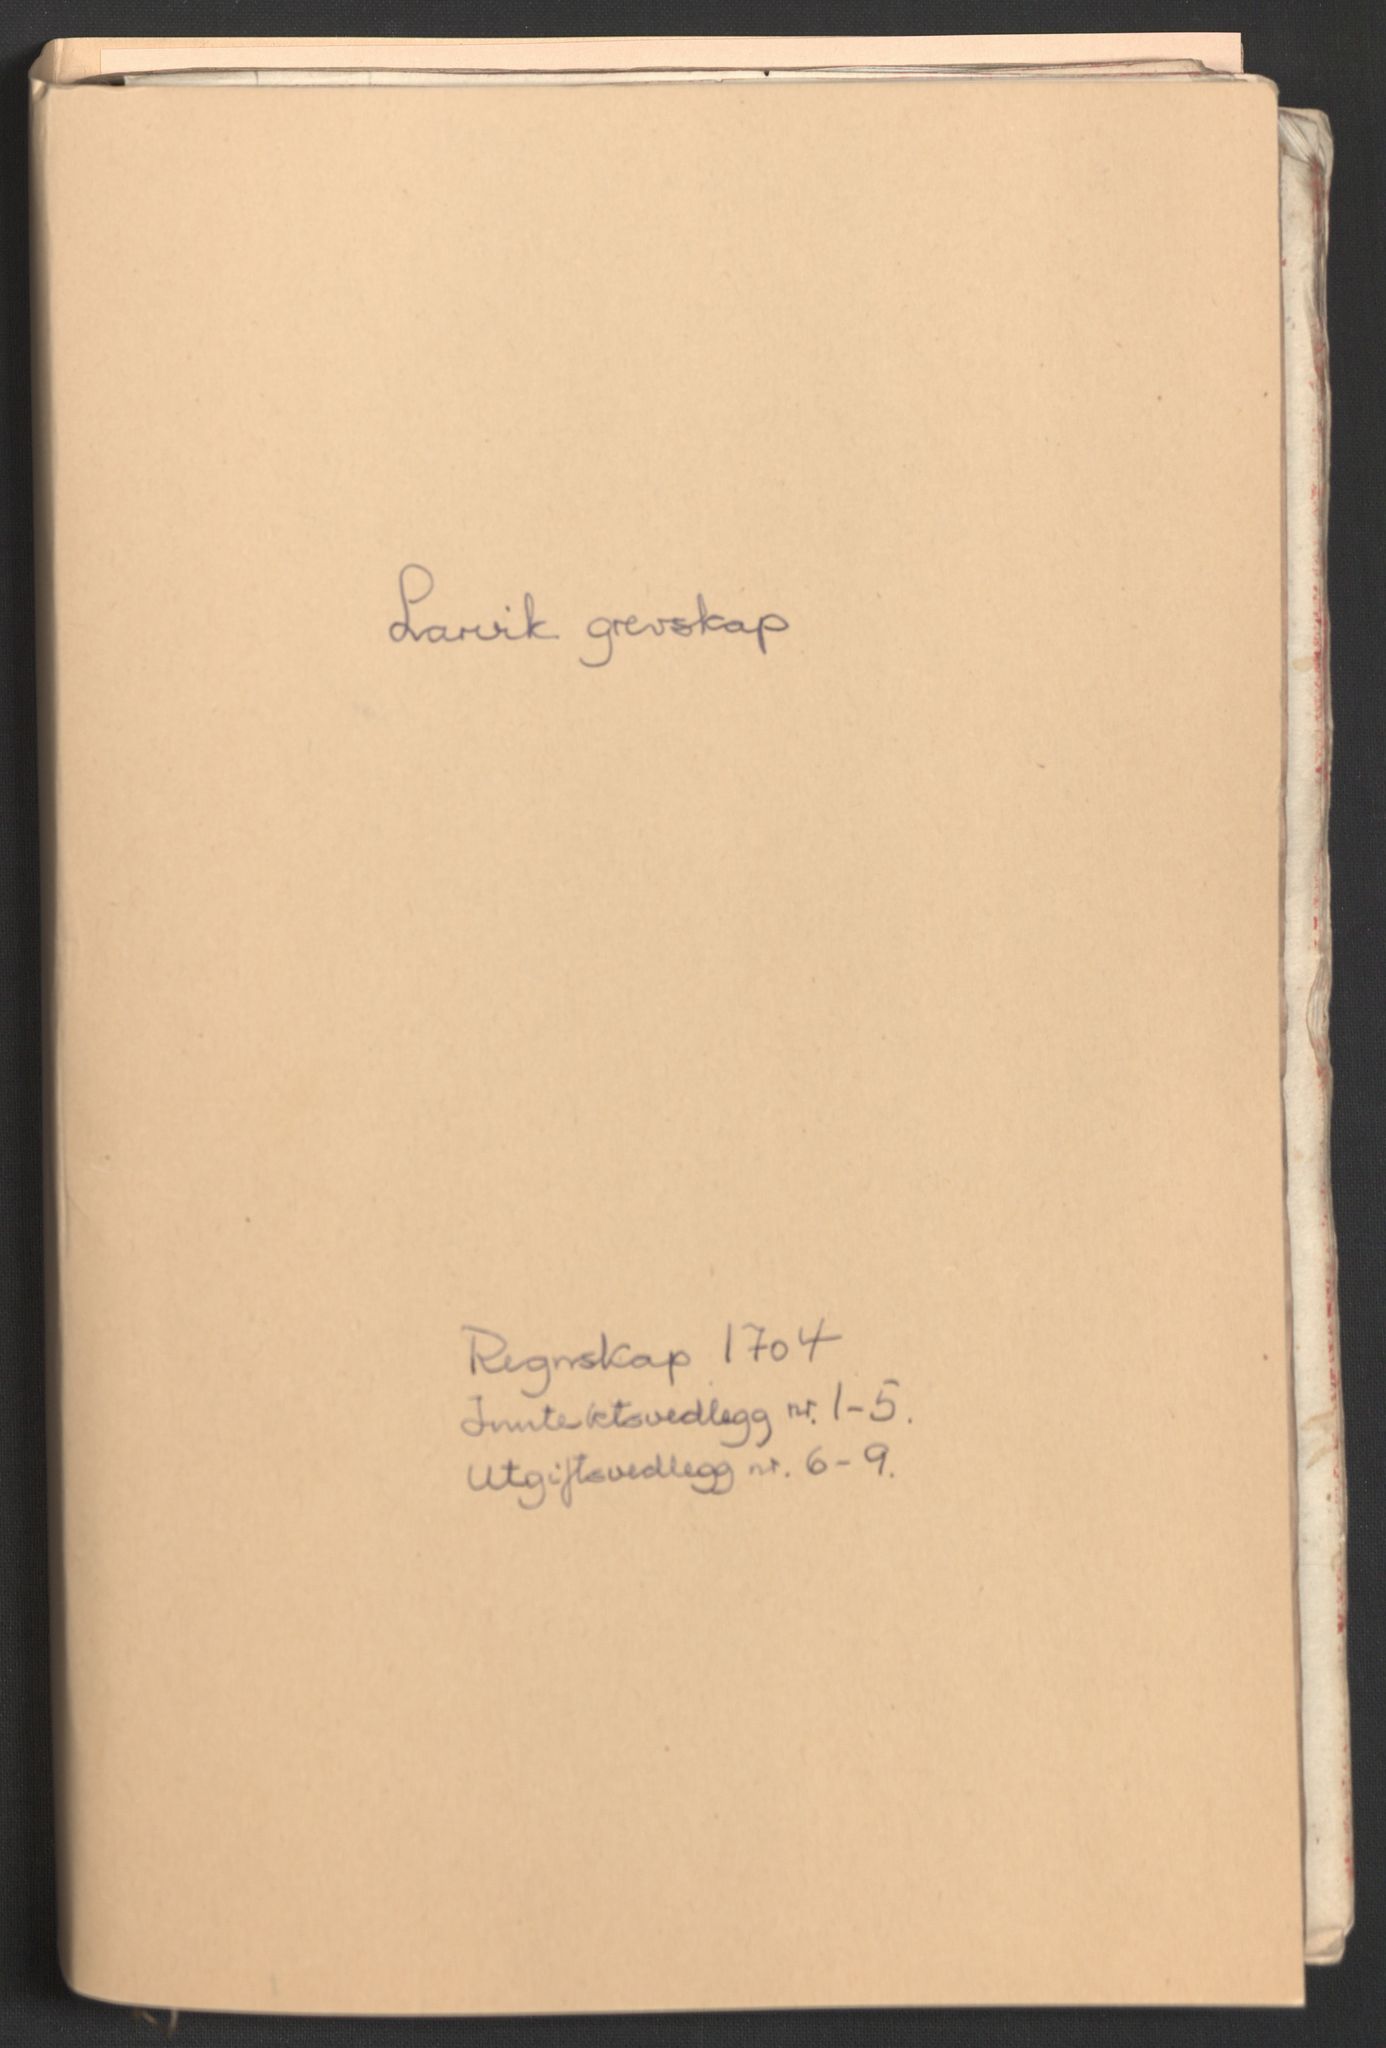 Larvik grevskap
Regnskap 1704
Inntektsvedlegg nr. 1-5.
Utgiftsvedlegg nr. 6-9.